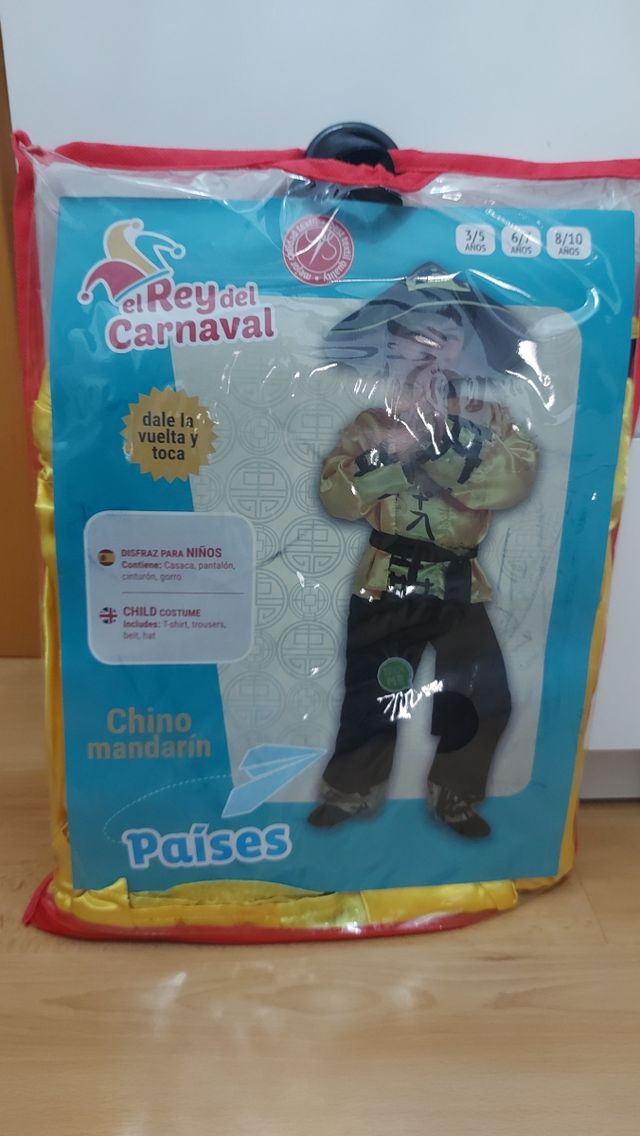 3/5
AÑOS
6/7
AÑOS
8/10
AÑOS
el Rey del
Carnaval
dale la
vuelta y
toca
DISFRAZ PARA NIÑOS
Contiene: Casaca, pantalón,
cinturón, gorro
CHILD COSTUME
Includes: T-shirt, trousers,
belt, hat
Chino
mandarín
Países